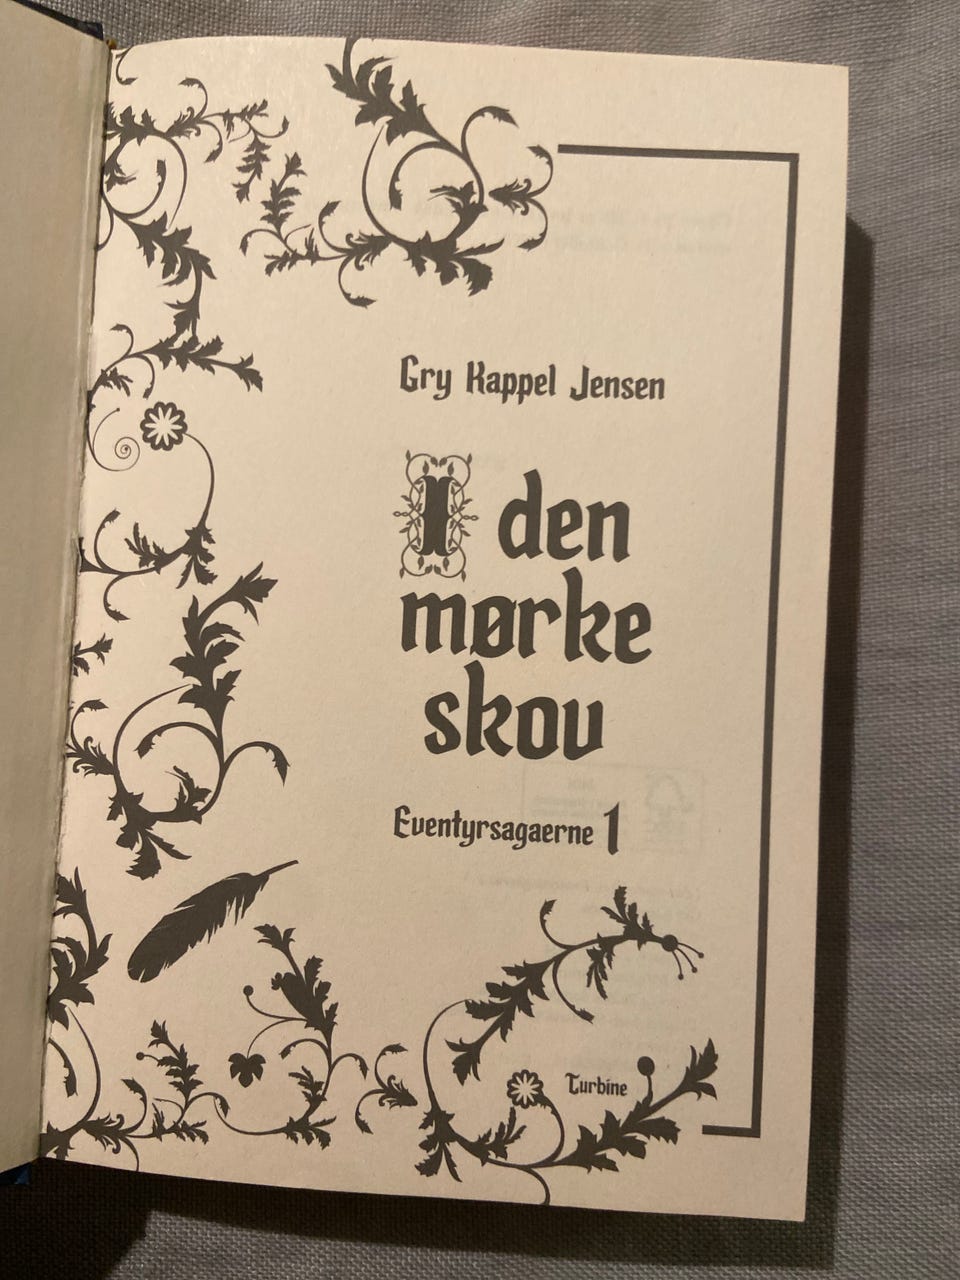 Gry Kappel Jensen
I den
mørke
skov
Eventyrsagaerne 1
Turbine